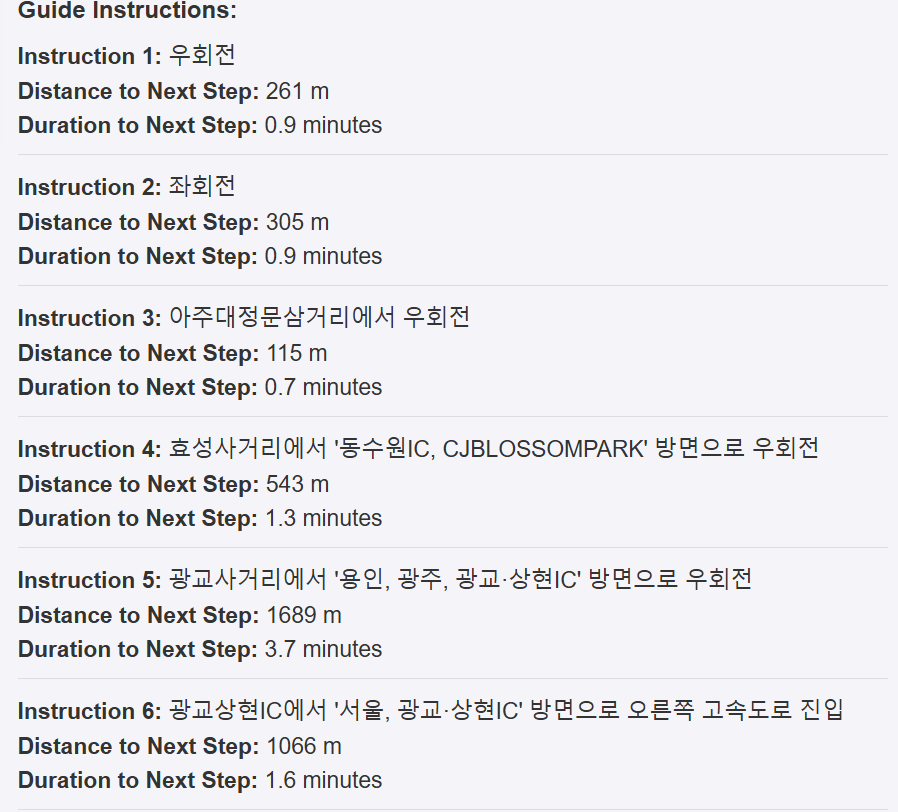 Guide Instructions:
Instruction 1: 우회전
Distance to Next Step: 261 m
Duration to Next Step: 0.9 minutes
Instruction 2: 좌회전
Distance to Next Step: 305 m
Duration to Next Step: 0.9 minutes
Instruction 3: 아주대정문삼거리에서 우회전
Distance to Next Step: 115 m
Duration to Next Step: 0.7 minutes
Instruction 4: 효성사거리에서 '동수원IC, CJBLOSSOMPARK' 방면으로 우회전
Distance to Next Step: 543 m
Duration to Next Step: 1.3 minutes
Instruction 5: 광교사거리에서 '용인, 광주, 광교·상현IC' 방면으로 우회전
Distance to Next Step: 1689 m
Duration to Next Step: 3.7 minutes
Instruction 6: 광교상현IC에서 '서울, 광교·상현IC' 방면으로 오른쪽 고속도로 진입
Distance to Next Step: 1066 m
Duration to Next Step: 1.6 minutes